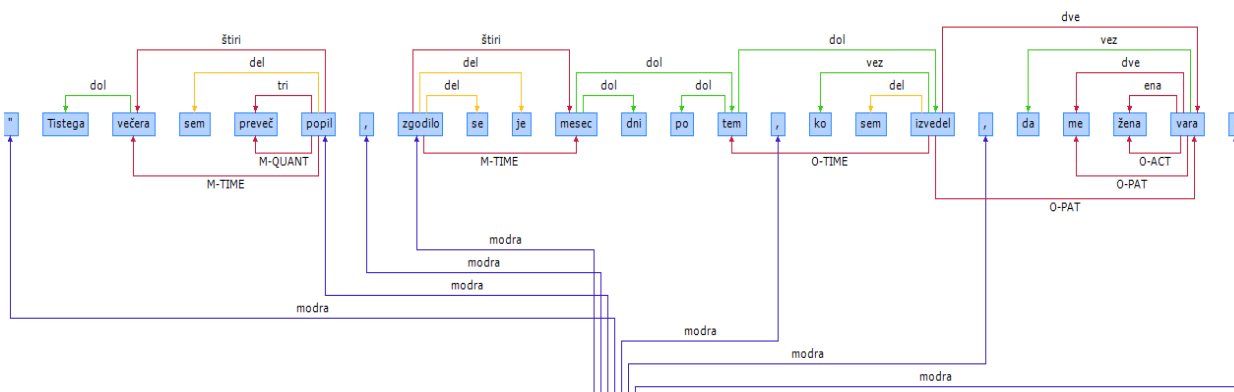 dve
štiri štiri dol vez
del del dol vez dve
dol tri del dol dol del ena
" Tistega večera sem preveč popil , zgodilo se je mesec dni po tem , ko sem izvedel , da me žena vara
M-QUANT M-TIME O-TIME O-ACT
M-TIME O-PAT
O-PAT
modra
modra
modra
modra
modra
modra
modra